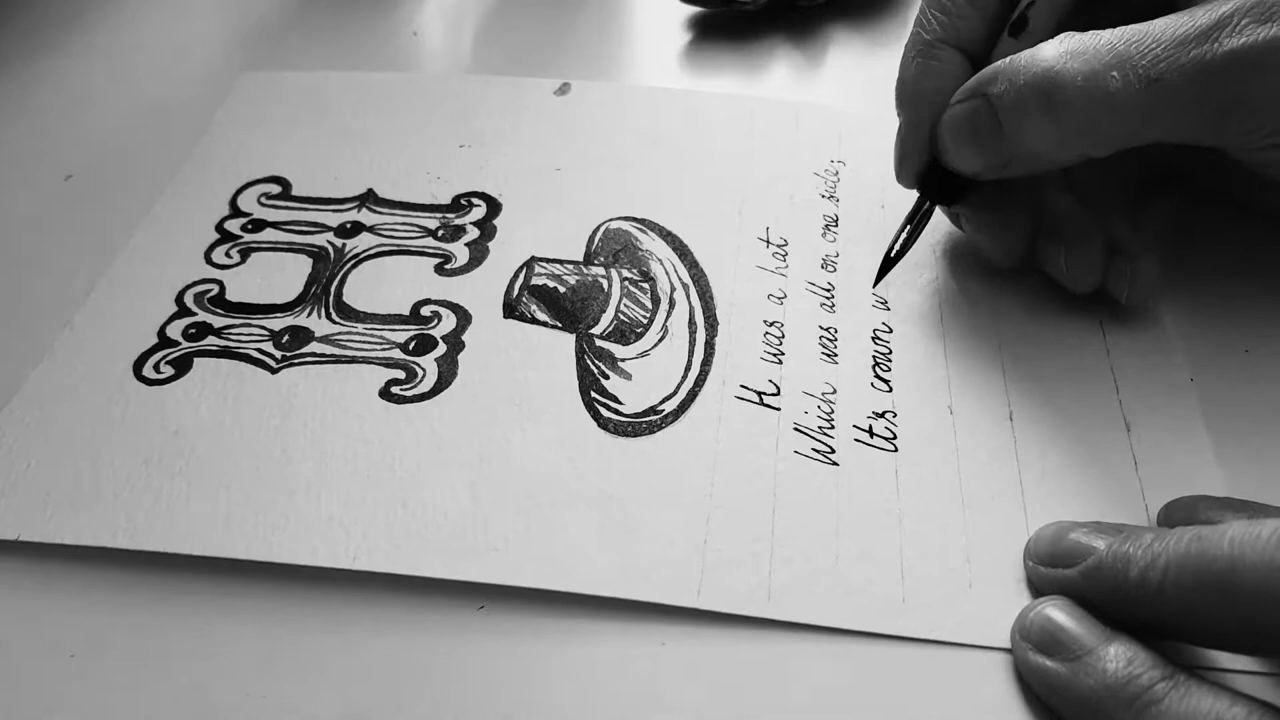 H
H was a hat
Which was all on one side;
It's crown w